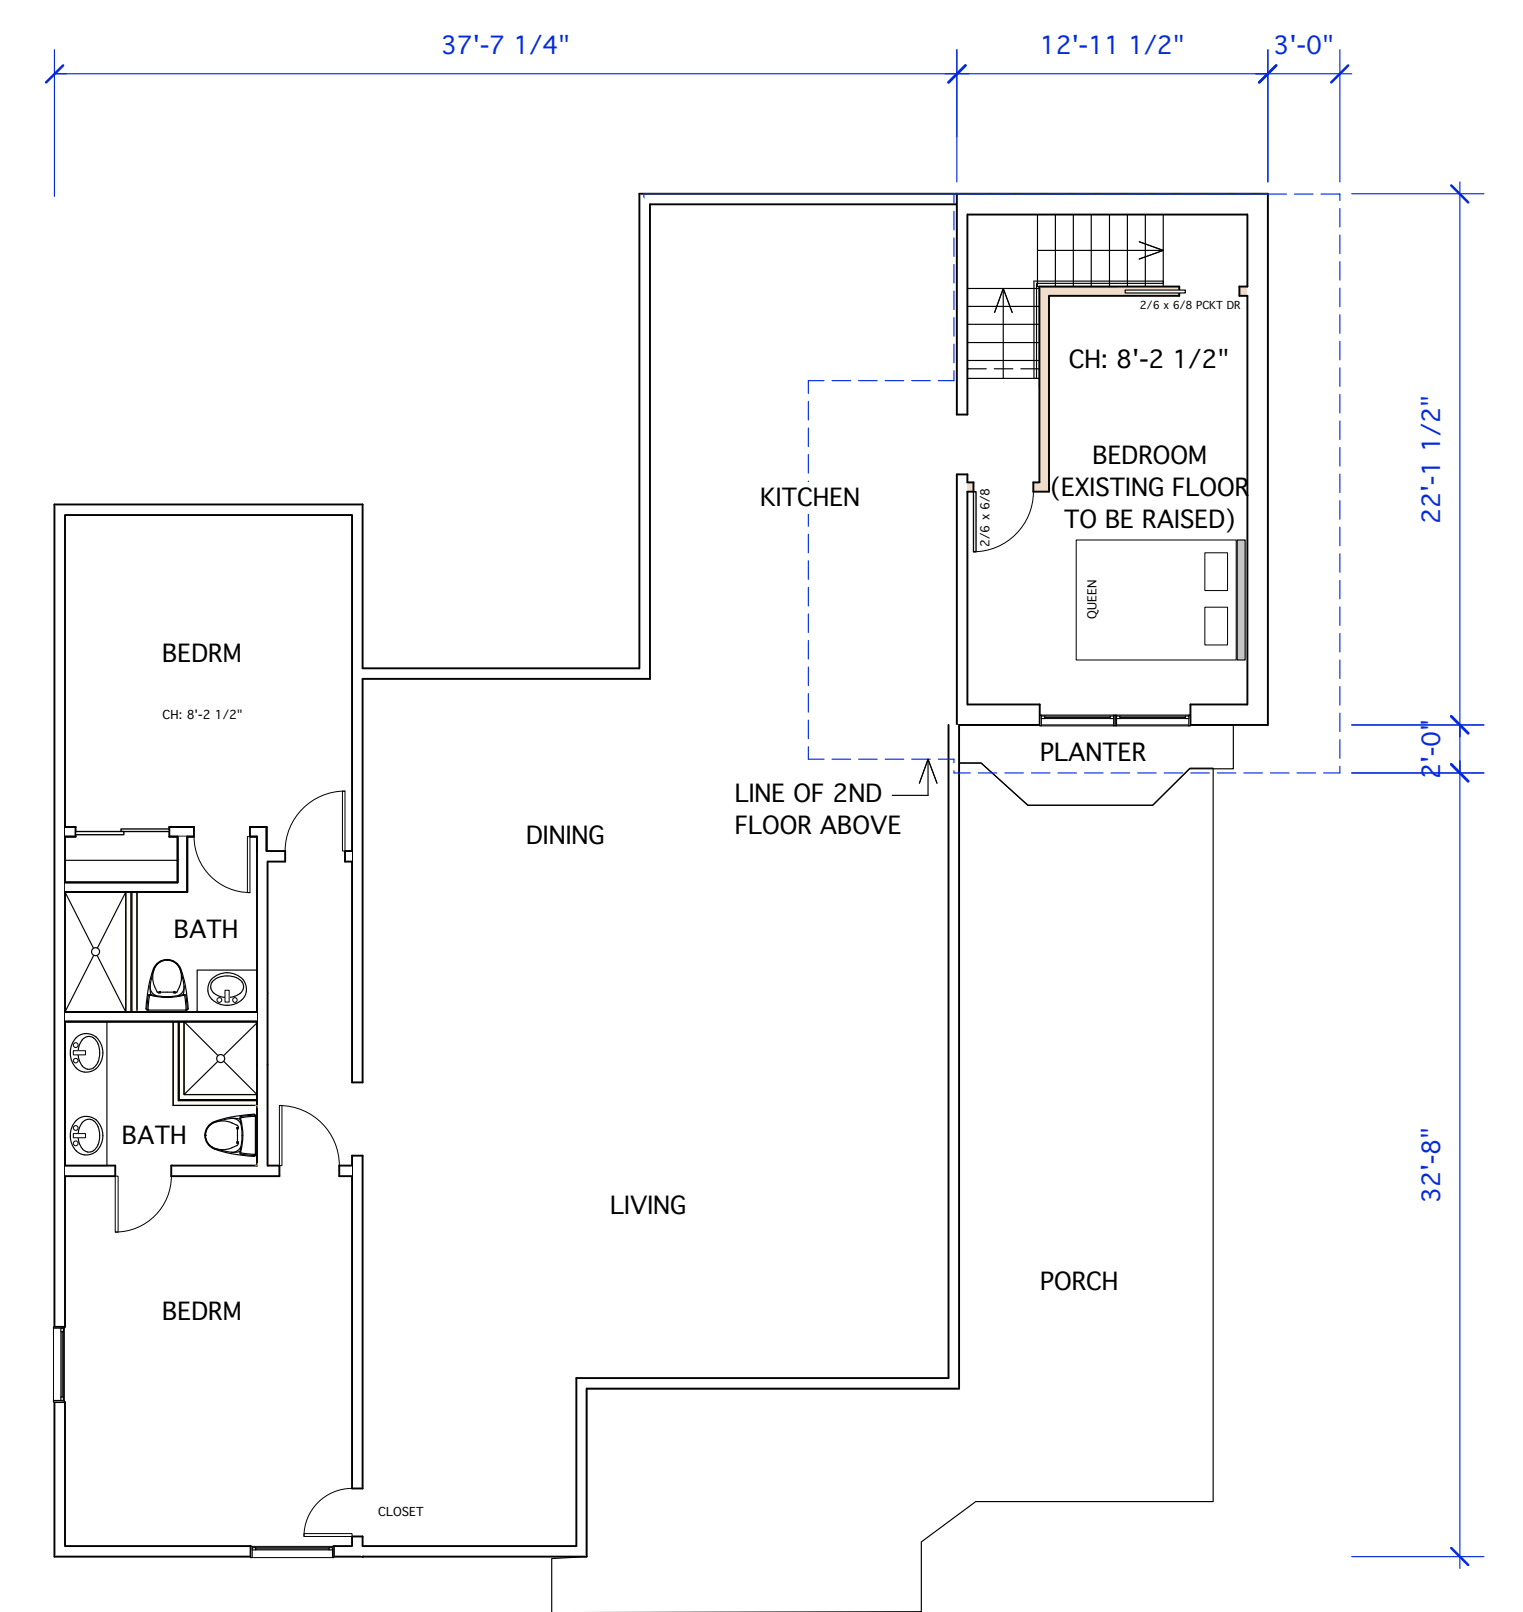 37'-7 1/4"
12'-11 1/2"
3'-0"
2/6 x 6/8 PCKT DR
CH: 8'-2 1/2"
22'-1 1/2"
BEDROOM
(EXISTING FLOOR
TO BE RAISED)
KITCHEN
2/6 x 6/8
QUEEN
BEDRM
CH: 8'-2 1/2"
PLANTER
2'-0"
LINE OF 2ND
FLOOR ABOVE
DINING
BATH
BATH
32'-8"
LIVING
PORCH
BEDRM
CLOSET